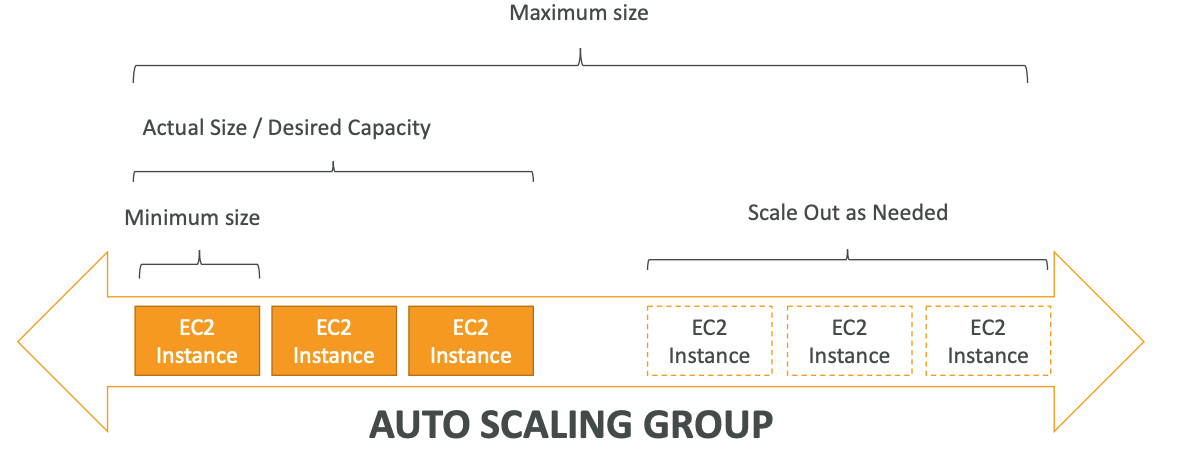 Maximum size
Actual Size / Desired Capacity
Minimum size
Scale Out as Needed
EC2
Instance
EC2
Instance
EC2
Instance
EC2
Instance
EC2
Instance
EC2
Instance
AUTO SCALING GROUP